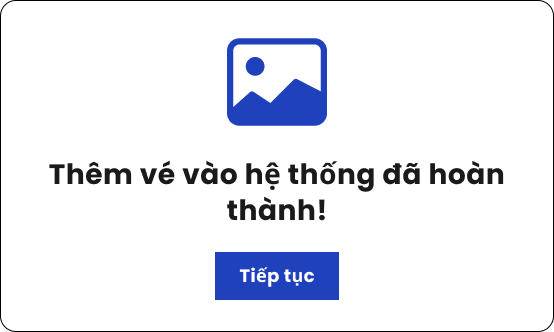 Thêm vé vào hệ thống đã hoàn
thành!
Tiếp tục